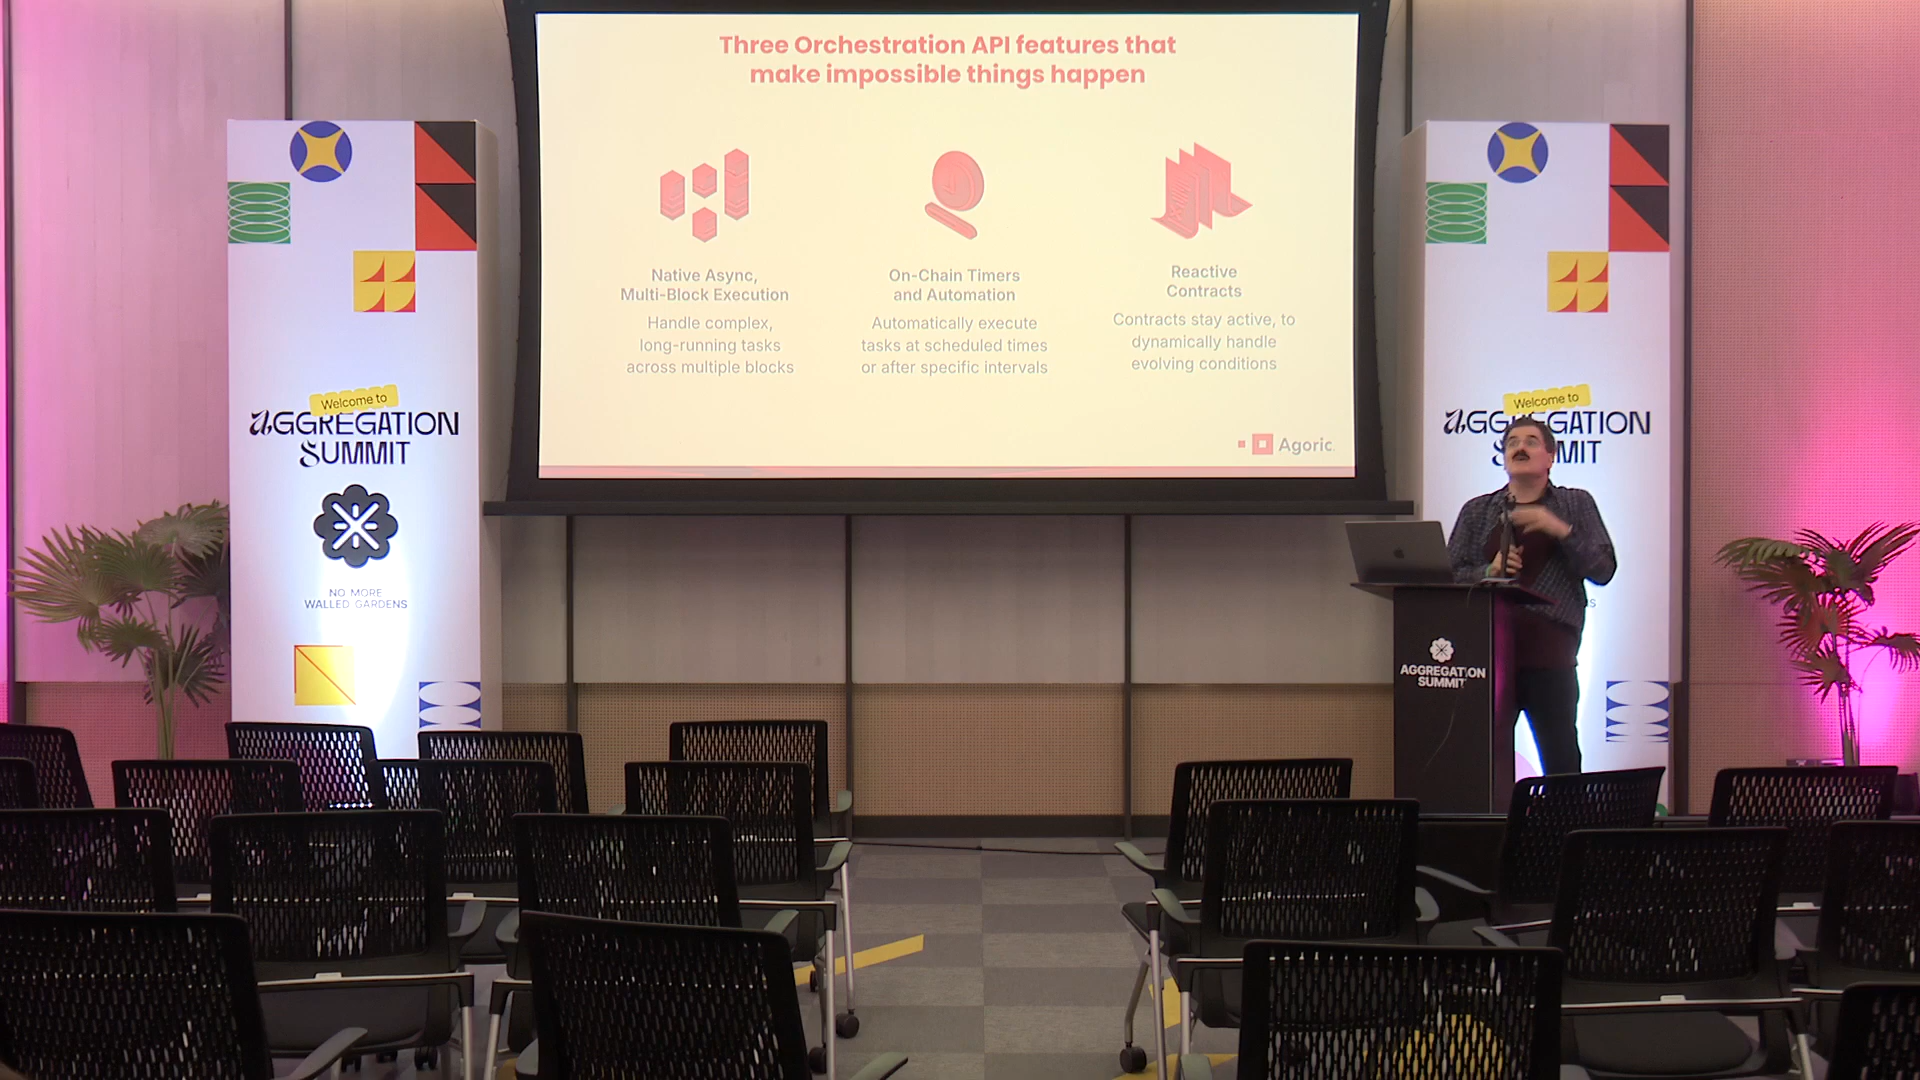 Three Orchestration API features that
make impossible things happen
Native Async,
Multi-Block Execution
Handle complex,
long-running tasks
across multiple blocks
On-Chain Timers
and Automation
Automatically execute
tasks at scheduled times
or after specific intervals
Reactive
Contracts
Contracts stay active, to
dynamically handle
evolving conditions
Agoric
Welcome to
AGGREGATION
SUMMIT
NO MORE
WALLED GARDENS
Welcome to
AGGREGATION
AGGREGATION
SUMMIT